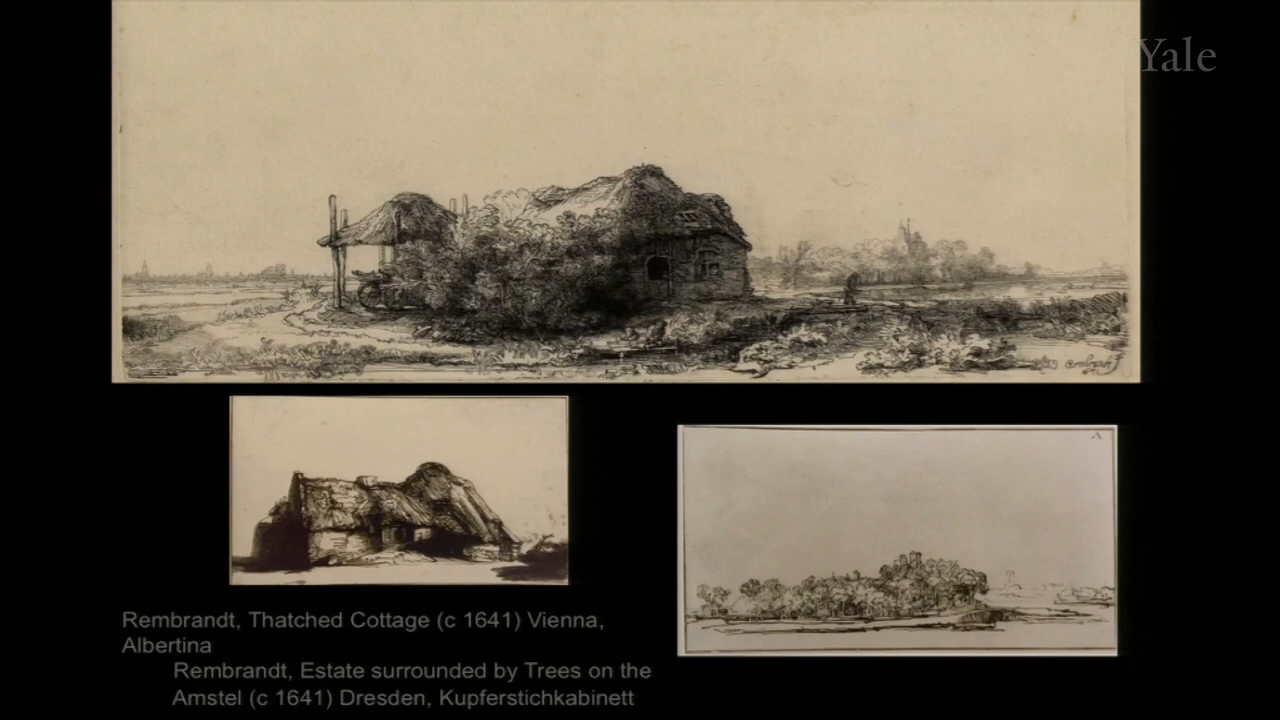 Yale
Rembrandt, Thatched Cottage (c 1641) Vienna,
Albertina
Rembrandt, Estate surrounded by Trees on the
Amstel (c 1641) Dresden, Kupferstichkabinett